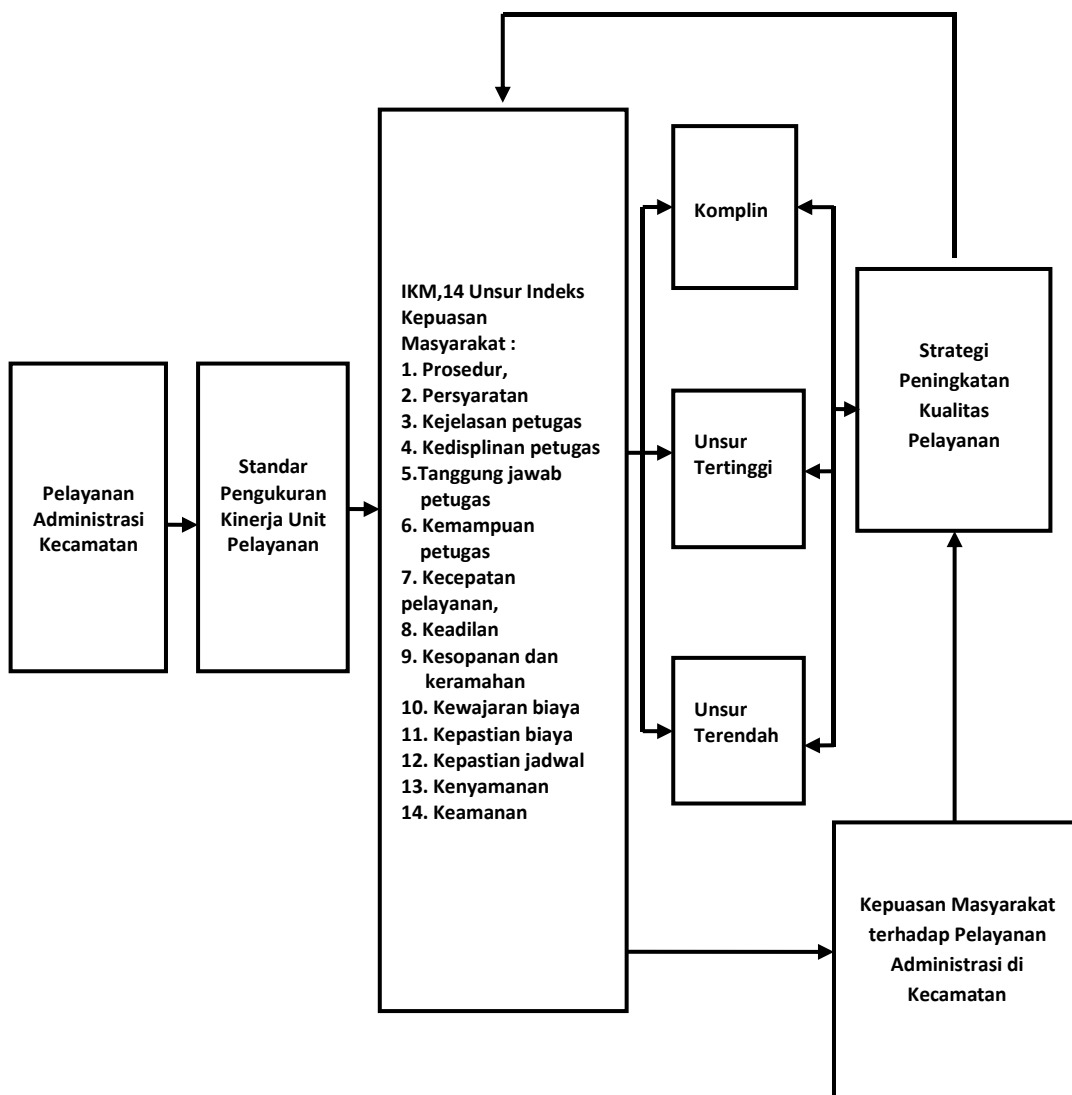 Pelayanan
Administrasi
Kecamatan
Standar
Pengukuran
Kinerja Unit
Pelayanan
IKM,14 Unsur Indeks
Kepuasan
Masyarakat :
1. Prosedur,
2. Persyaratan
3. Kejelasan petugas
4. Kedisplinan petugas
5.Tanggung jawab
petugas
6. Kemampuan
petugas
7. Kecepatan
pelayanan,
8. Keadilan
9. Kesopanan dan
keramahan
10. Kewajaran biaya
11. Kepastian biaya
12. Kepastian jadwal
13. Kenyamanan
14. Keamanan
Komplin
Unsur
Tertinggi
Unsur
Terendah
Strategi
Peningkatan
Kualitas
Pelayanan
Kepuasan Masyarakat
terhadap Pelayanan
Administrasi di
Kecamatan